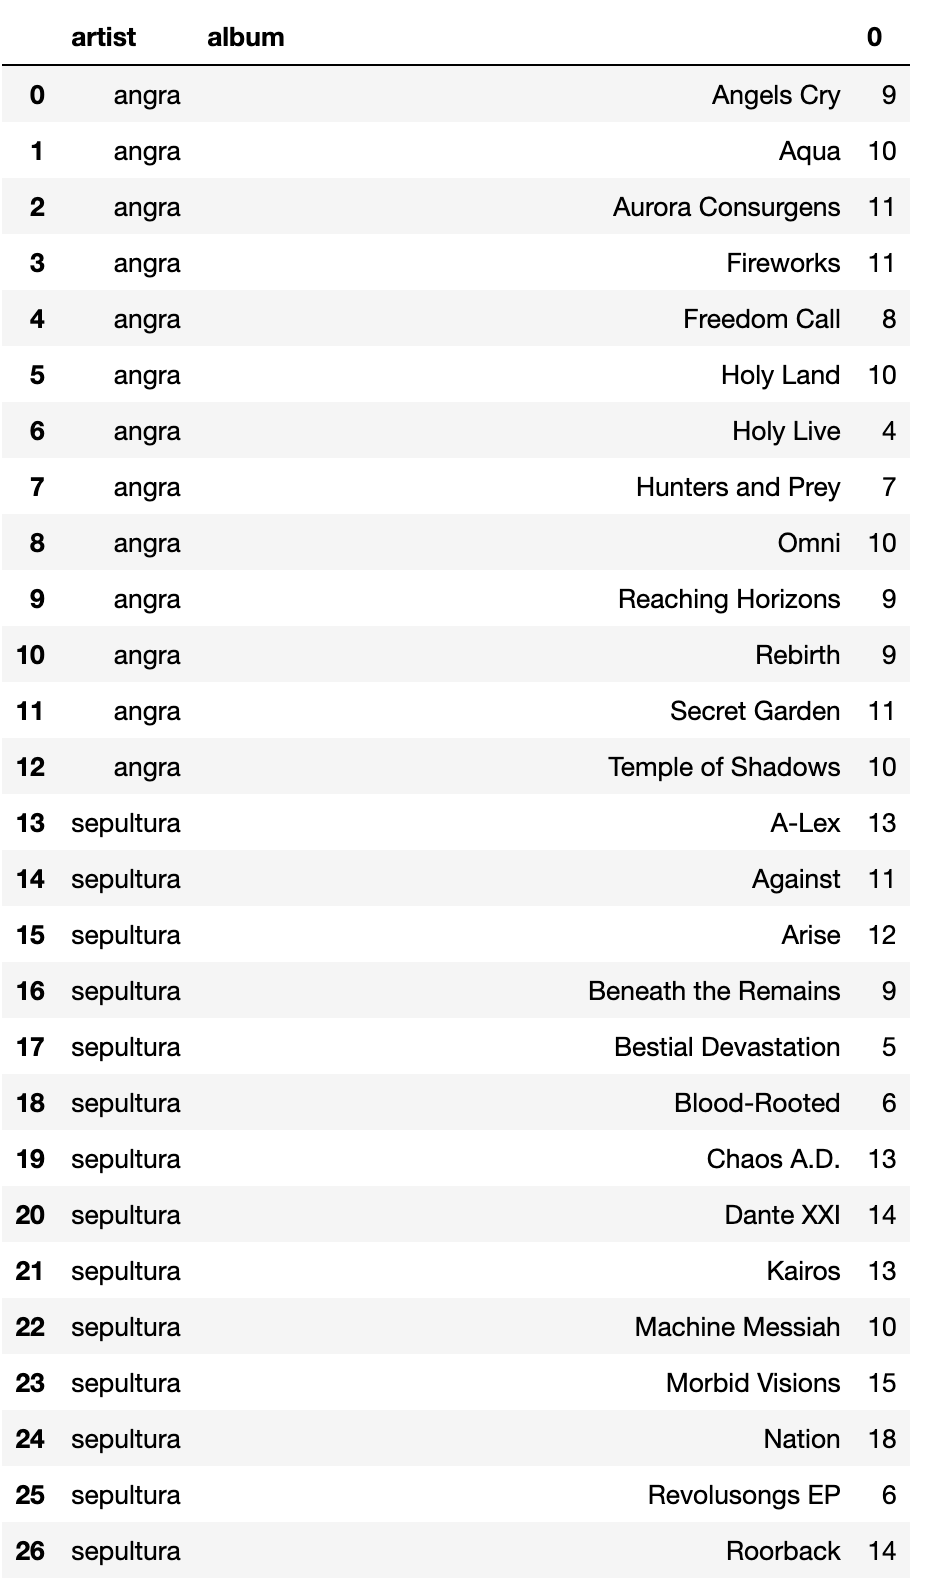 artist album 0
0 angra Angels Cry 9
1 angra Aqua 10
2 angra Aurora Consurgens 11
3 angra Fireworks 11
4 angra Freedom Call 8
5 angra Holy Land 10
6 angra Holy Live 4
7 angra Hunters and Prey 7
8 angra Omni 10
9 angra Reaching Horizons 9
10 angra Rebirth 9
11 angra Secret Garden 11
12 angra Temple of Shadows 10
13 sepultura A-Lex 13
14 sepultura Against 11
15 sepultura Arise 12
16 sepultura Beneath the Remains 9
17 sepultura Bestial Devastation 5
18 sepultura Blood-Rooted 6
19 sepultura Chaos A.D. 13
20 sepultura Dante XXI 14
21 sepultura Kairos 13
22 sepultura Machine Messiah 10
23 sepultura Morbid Visions 15
24 sepultura Nation 18
25 sepultura Revolusongs EP 6
26 sepultura Roorback 14